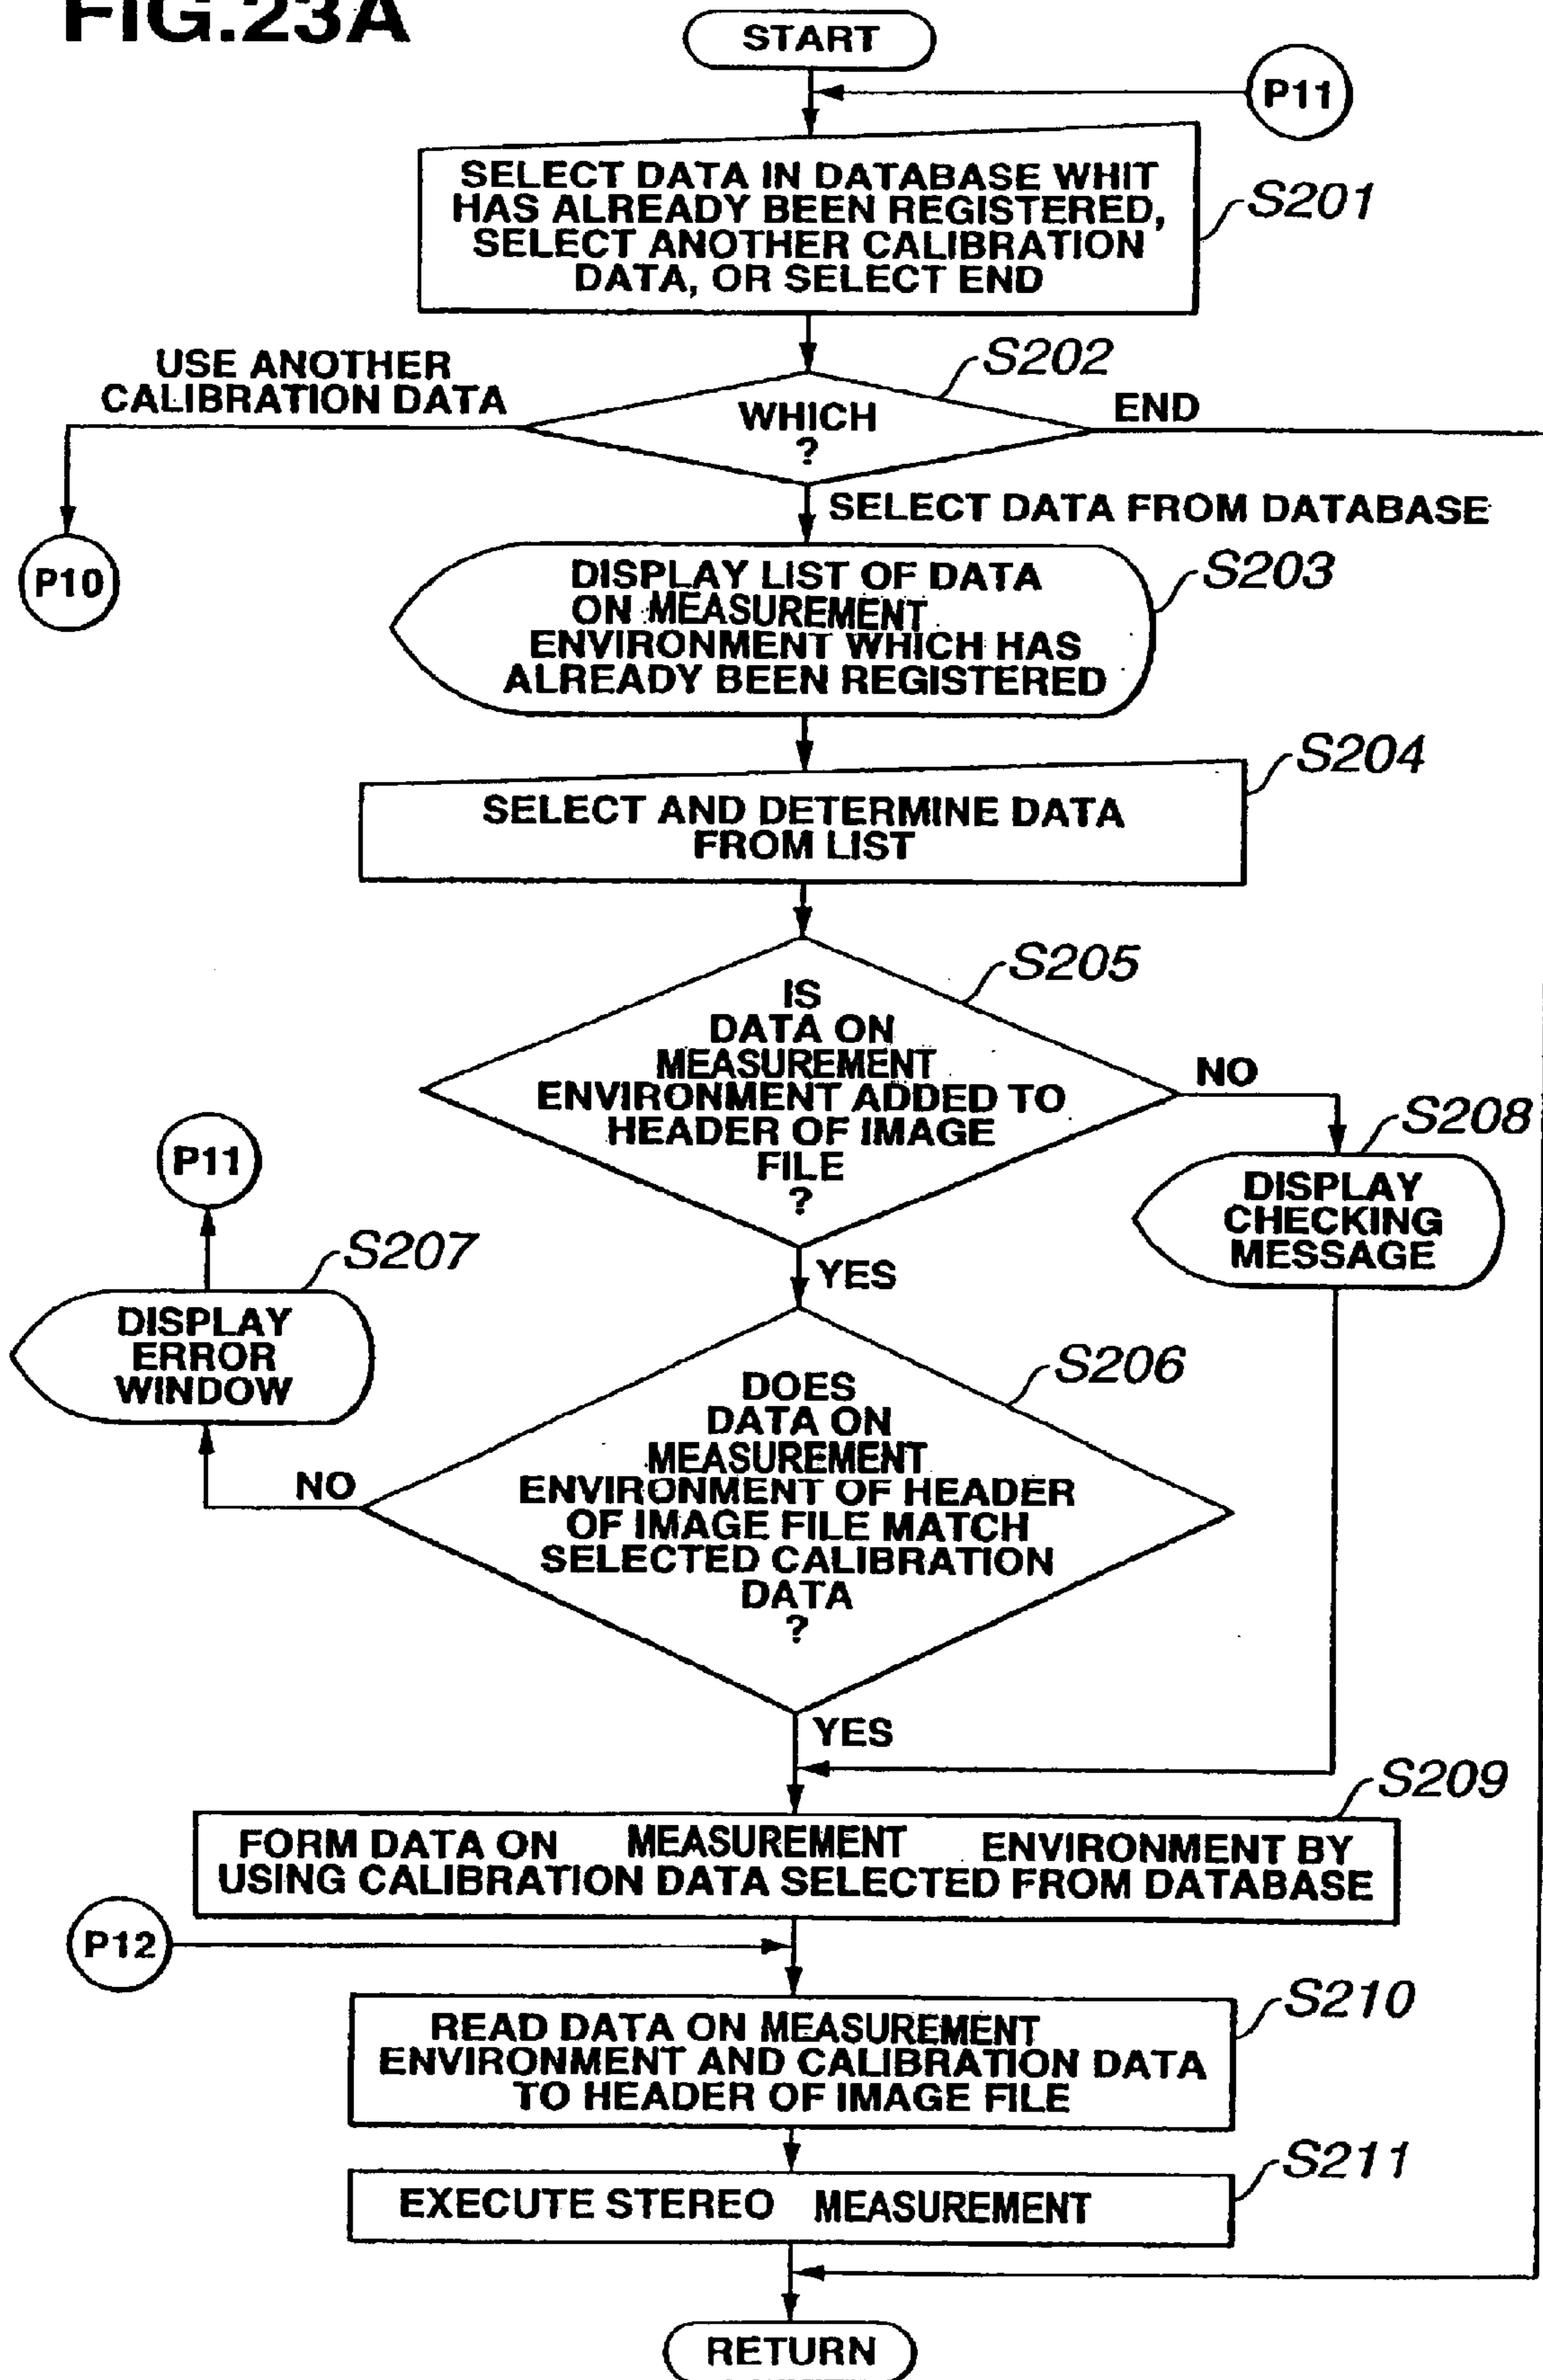 FIG.23A
START
P11
SELECT DATA IN DATABASE WHIT
HAS ALREADY BEEN REGISTERED,
SELECT ANOTHER CALIBRATION
DATA, OR SELECT END
S201
S202
USE ANOTHER
CALIBRATION DATA
WHICH
?
END
SELECT DATA FROM DATABASE
P10
DISPLAY LIST OF DATA
ON MEASUREMENT
ENVIRONMENT WHICH HAS
ALREADY BEEN REGISTERED
S203
S204
SELECT AND DETERMINE DATA
FROM LIST
S205
IS
DATA ON
MEASUREMENT
ENVIRONMENT ADDED TO
HEADER OF IMAGE
FILE
?
NO
S208
DISPLAY
CHECKING
MESSAGE
P11
S207
YES
DISPLAY
ERROR
WINDOW
S206
DOES
DATA ON
MEASUREMENT
ENVIRONMENT OF HEADER
OF IMAGE FILE MATCH
SELECTED CALIBRATION
DATA
?
NO
YES
S209
FORM DATA ON MEASUREMENT ENVIRONMENT BY
USING CALIBRATION DATA SELECTED FROM DATABASE
P12
S210
READ DATA ON MEASUREMENT
ENVIRONMENT AND CALIBRATION DATA
TO HEADER OF IMAGE FILE
S211
EXECUTE STEREO MEASUREMENT
RETURN